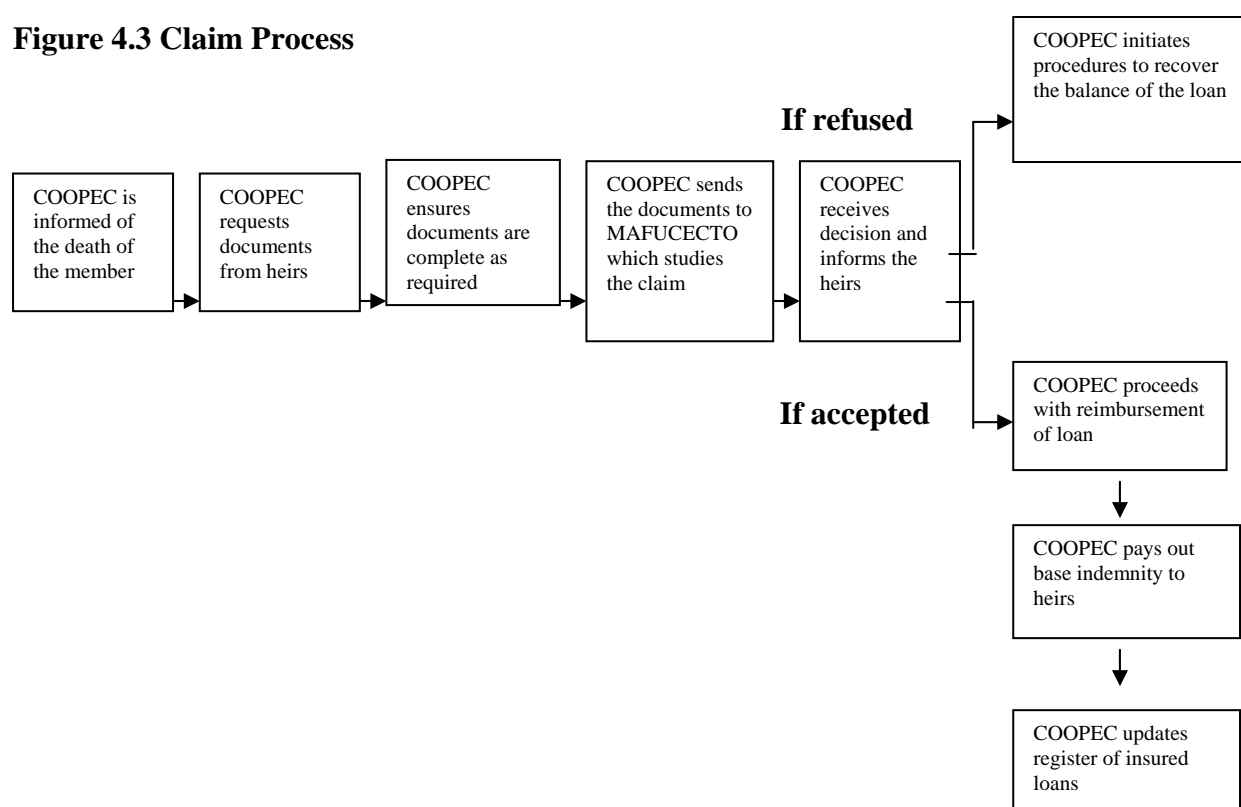 Figure 4.3 Claim Process
COOPEC is
informed of
the death of
the member
COOPEC
requests
documents
from heirs
COOPEC
ensures
documents are
complete as
required
COOPEC sends
the documents to
MAFUCECTO
which studies
the claim
COOPEC
receives
decision and
informs the
heirs
If refused
COOPEC initiates
procedures to recover
the balance of the loan
If accepted
COOPEC proceeds
with reimbursement
of loan
COOPEC pays out
base indemnity to
heirs
COOPEC updates
register of insured
loans